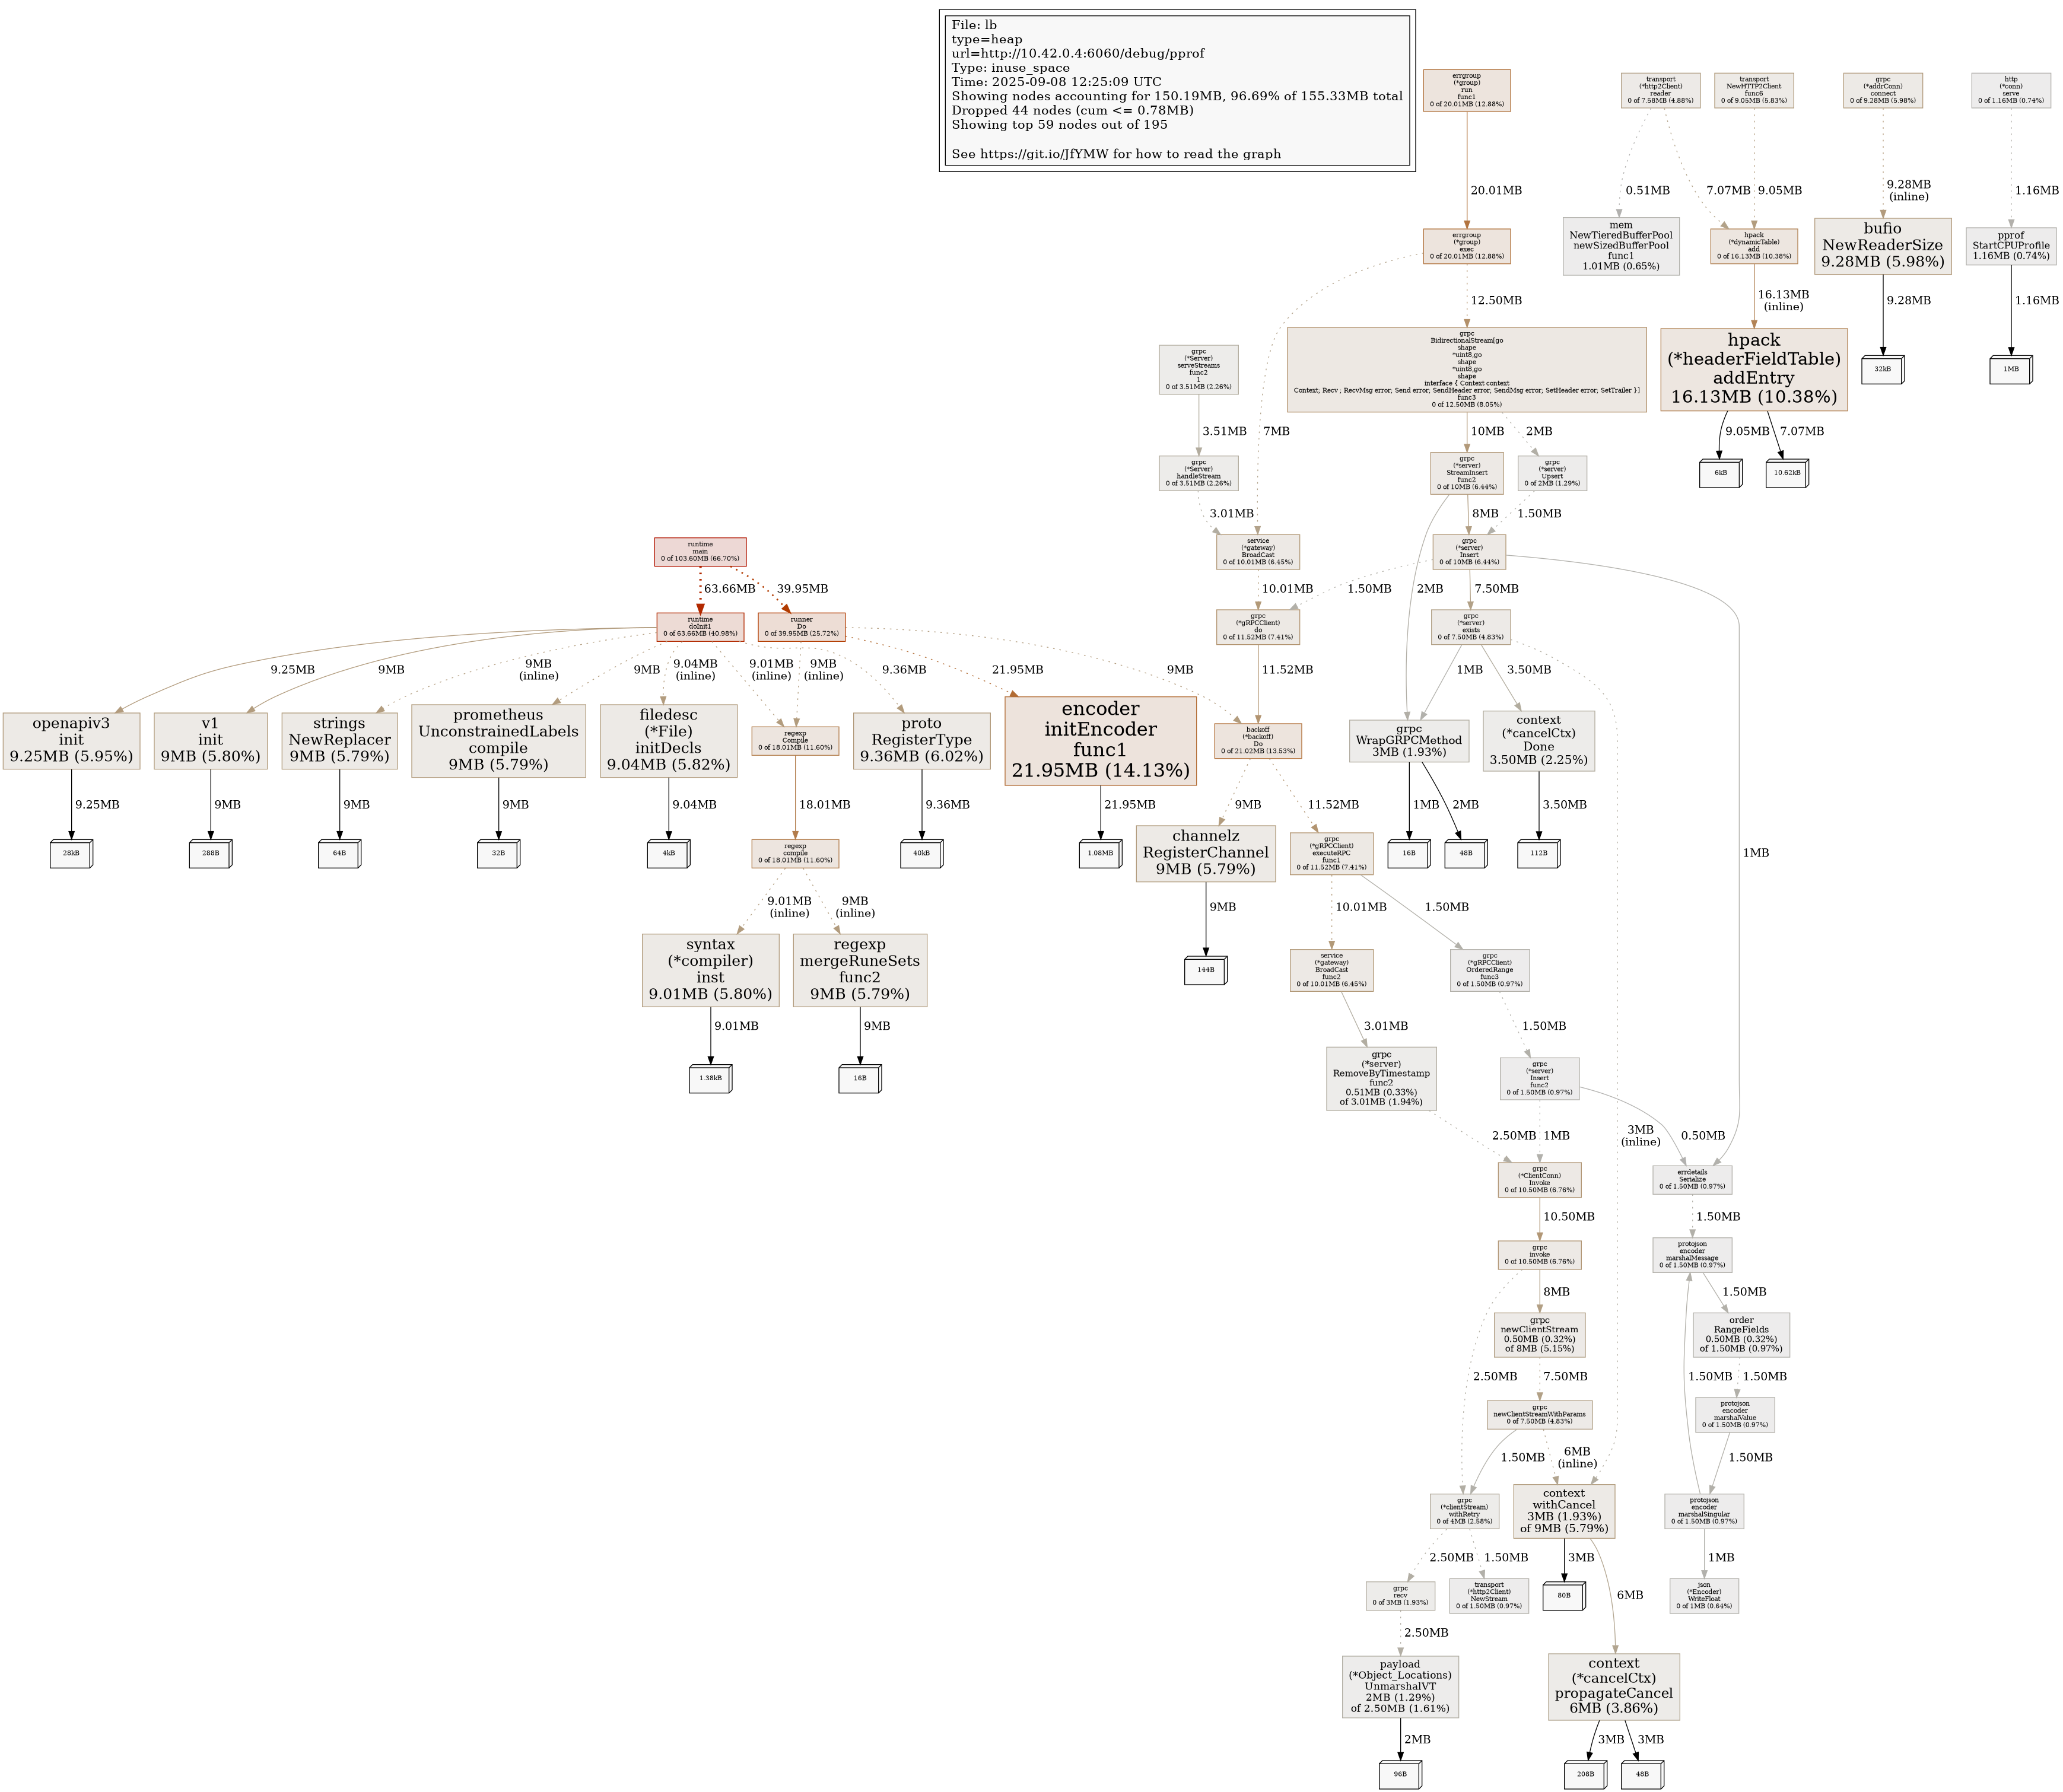 File: lb
type=heap
url=http://10.42.0.4:6060/debug/pprof
Type: inuse_space
Time: 2025-09-08 12:25:09 UTC
Showing nodes accounting for 150.19MB, 96.69% of 155.33MB total
Dropped 44 nodes (cum <= 0.78MB)
Showing top 59 nodes out of 195
See https://git.io/JfYMW for how to read the graph
errgroup
(*group)
run
func1
0 of 20.01MB (12.88%)
transport
(*http2Client)
reader
0 of 7.58MB (4.88%)
transport
NewHTTP2Client
func6
0 of 9.05MB (5.83%)
grpc
(*addrConn)
connect
0 of 9.28MB (5.98%)
http
(*conn)
serve
0 of 1.16MB (0.74%)
20.01MB
0.51MB
7.07MB
9.05MB
9.28MB
(inline)
1.16MB
errgroup
(*group)
exec
0 of 20.01MB (12.88%)
mem
NewTieredBufferPool
newSizedBufferPool
func1
1.01MB (0.65%)
hpack
(*dynamicTable)
add
0 of 16.13MB (10.38%)
bufio
NewReaderSize
9.28MB (5.98%)
pprof
StartCPUProfile
1.16MB (0.74%)
12.50MB
16.13MB
(inline)
9.28MB
1.16MB
grpc
(*Server)
serveStreams
func2
1
0 of 3.51MB (2.26%)
grpc
BidirectionalStream[go
shape
*uint8,go
shape
*uint8,go
shape
interface { Context context
Context; Recv ; RecvMsg error; Send error; SendHeader error; SendMsg error; SetHeader error; SetTrailer }]
func3
0 of 12.50MB (8.05%)
hpack
(*headerFieldTable)
addEntry
16.13MB (10.38%)
32kB
1MB
3.51MB
7MB
10MB
2MB
9.05MB
7.07MB
grpc
(*Server)
handleStream
0 of 3.51MB (2.26%)
grpc
(*server)
StreamInsert
func2
0 of 10MB (6.44%)
grpc
(*server)
Upsert
0 of 2MB (1.29%)
6kB
10.62kB
3.01MB
8MB
1.50MB
runtime
main
0 of 103.60MB (66.70%)
service
(*gateway)
BroadCast
0 of 10.01MB (6.45%)
grpc
(*server)
Insert
0 of 10MB (6.44%)
63.66MB
39.95MB
10.01MB
1.50MB
2MB
7.50MB
runtime
doInit1
0 of 63.66MB (40.98%)
runner
Do
0 of 39.95MB (25.72%)
grpc
(*gRPCClient)
do
0 of 11.52MB (7.41%)
grpc
(*server)
exists
0 of 7.50MB (4.83%)
9.25MB
9MB
9MB
(inline)
9MB
9.04MB
(inline)
9.01MB
(inline)
9MB
(inline)
9.36MB
21.95MB
9MB
11.52MB
1MB
3.50MB
openapiv3
init
9.25MB (5.95%)
v1
init
9MB (5.80%)
strings
NewReplacer
9MB (5.79%)
prometheus
UnconstrainedLabels
compile
9MB (5.79%)
filedesc
(*File)
initDecls
9.04MB (5.82%)
regexp
Compile
0 of 18.01MB (11.60%)
proto
RegisterType
9.36MB (6.02%)
encoder
initEncoder
func1
21.95MB (14.13%)
backoff
(*backoff)
Do
0 of 21.02MB (13.53%)
grpc
WrapGRPCMethod
3MB (1.93%)
context
(*cancelCtx)
Done
3.50MB (2.25%)
9.25MB
9MB
9MB
9MB
9.04MB
18.01MB
9.36MB
21.95MB
9MB
11.52MB
1MB
2MB
3.50MB
28kB
288B
64B
32B
4kB
regexp
compile
0 of 18.01MB (11.60%)
40kB
1.08MB
channelz
RegisterChannel
9MB (5.79%)
grpc
(*gRPCClient)
executeRPC
func1
0 of 11.52MB (7.41%)
16B
48B
112B
1MB
9.01MB
(inline)
9MB
(inline)
9MB
10.01MB
1.50MB
syntax
(*compiler)
inst
9.01MB (5.80%)
regexp
mergeRuneSets
func2
9MB (5.79%)
144B
service
(*gateway)
BroadCast
func2
0 of 10.01MB (6.45%)
grpc
(*gRPCClient)
OrderedRange
func3
0 of 1.50MB (0.97%)
9.01MB
9MB
3.01MB
1.50MB
1.38kB
16B
grpc
(*server)
RemoveByTimestamp
func2
0.51MB (0.33%)
of 3.01MB (1.94%)
grpc
(*server)
Insert
func2
0 of 1.50MB (0.97%)
2.50MB
1MB
3MB
(inline)
0.50MB
grpc
(*ClientConn)
Invoke
0 of 10.50MB (6.76%)
errdetails
Serialize
0 of 1.50MB (0.97%)
10.50MB
1.50MB
grpc
invoke
0 of 10.50MB (6.76%)
protojson
encoder
marshalMessage
0 of 1.50MB (0.97%)
8MB
1.50MB
grpc
newClientStream
0.50MB (0.32%)
of 8MB (5.15%)
order
RangeFields
0.50MB (0.32%)
of 1.50MB (0.97%)
2.50MB
7.50MB
1.50MB
1.50MB
grpc
newClientStreamWithParams
0 of 7.50MB (4.83%)
protojson
encoder
marshalValue
0 of 1.50MB (0.97%)
1.50MB
6MB
(inline)
1.50MB
grpc
(*clientStream)
withRetry
0 of 4MB (2.58%)
context
withCancel
3MB (1.93%)
of 9MB (5.79%)
protojson
encoder
marshalSingular
0 of 1.50MB (0.97%)
2.50MB
1.50MB
3MB
6MB
1MB
grpc
recv
0 of 3MB (1.93%)
transport
(*http2Client)
NewStream
0 of 1.50MB (0.97%)
80B
json
(*Encoder)
WriteFloat
0 of 1MB (0.64%)
2.50MB
payload
(*Object_Locations)
UnmarshalVT
2MB (1.29%)
of 2.50MB (1.61%)
context
(*cancelCtx)
propagateCancel
6MB (3.86%)
2MB
3MB
3MB
96B
208B
48B